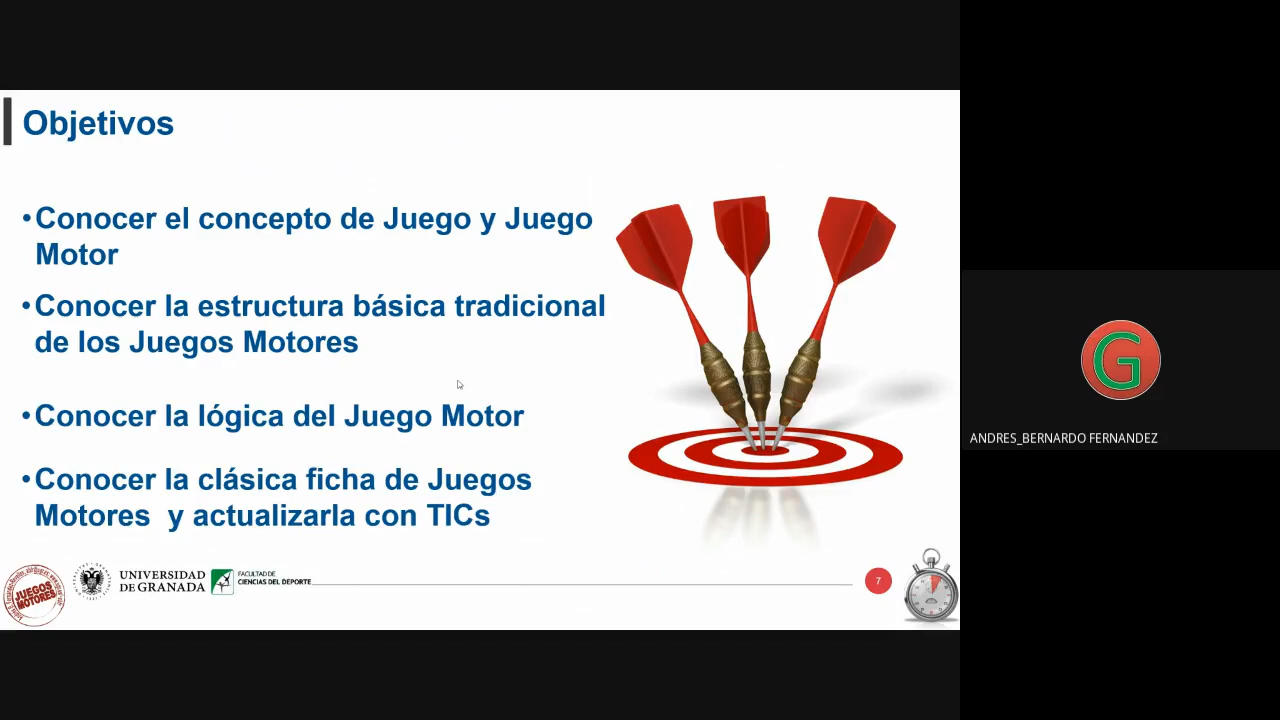 Objetivos
•Conocer el concepto de Juego y Juego
Motor
•Conocer la estructura básica tradicional
de los Juegos Motores
•Conocer la lógica del Juego Motor
•Conocer la clásica ficha de Juegos
Motores y actualizarla con TICs
JUEGOS
MOTORES
UNIVERSIDAD
DE GRANADA
FACULTAD DE
CIENCIAS DEL DEPORTE
7
G
ANDRES_BERNARDO FERNANDEZ